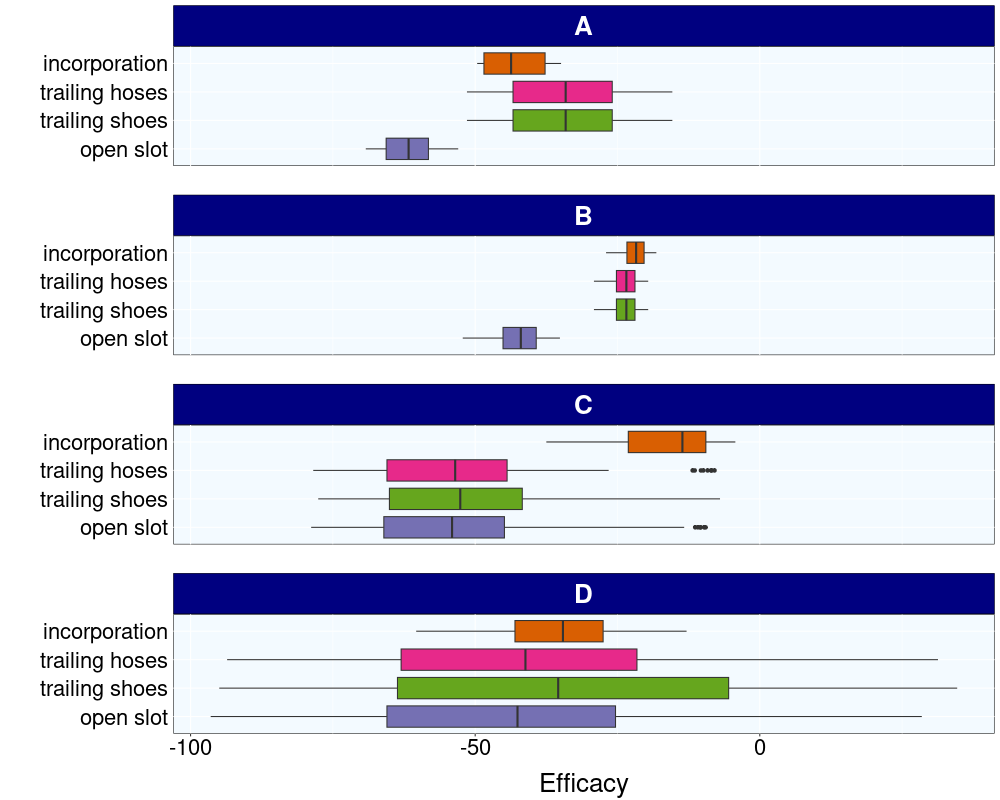 A
incorporation
trailing hoses
trailing shoes
open slot
B
incorporation
trailing hoses
trailing shoes
open slot
C
incorporation
trailing hoses
trailing shoes
open slot
D
incorporation
trailing hoses
trailing shoes
open slot
-100 -50 0
Efficacy